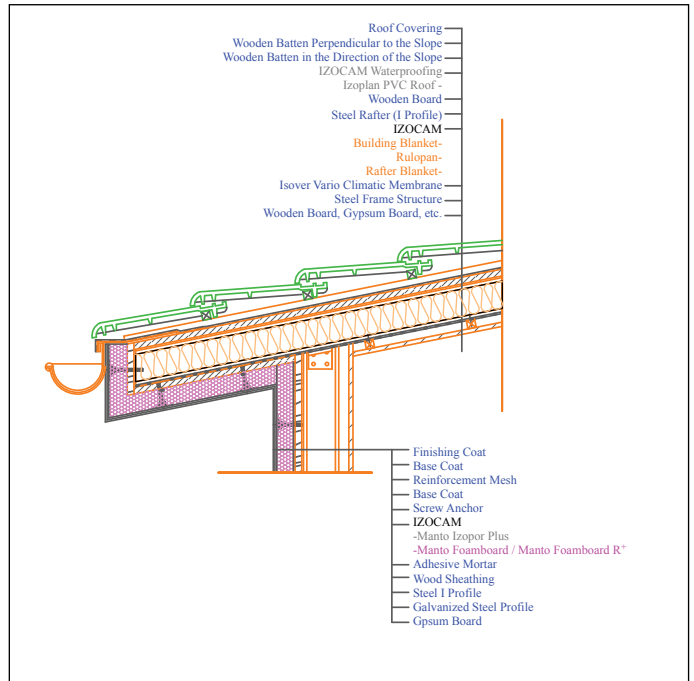 Roof Covering
Wooden Batten Perpendicular to the Slope
Wooden Batten in the Direction of the Slope
IZOCAM Waterproofing
Izoplan PVC Roof -
Wooden Board
Steel Rafter (I Profile)
IZOCAM
Building Blanket-
Rulopan-
Rafter Blanket-
Isover Vario Climatic Membrane
Steel Frame Structure
Wooden Board, Gypsum Board, etc.
Finishing Coat
Base Coat
Reinforcement Mesh
Base Coat
Screw Anchor
IZOCAM
-Manto Izopor Plus
-Manto Foamboard / Manto Foamboard R⁺
Adhesive Mortar
Wood Sheathing
Steel I Profile
Galvanized Steel Profile
Gpsum Board